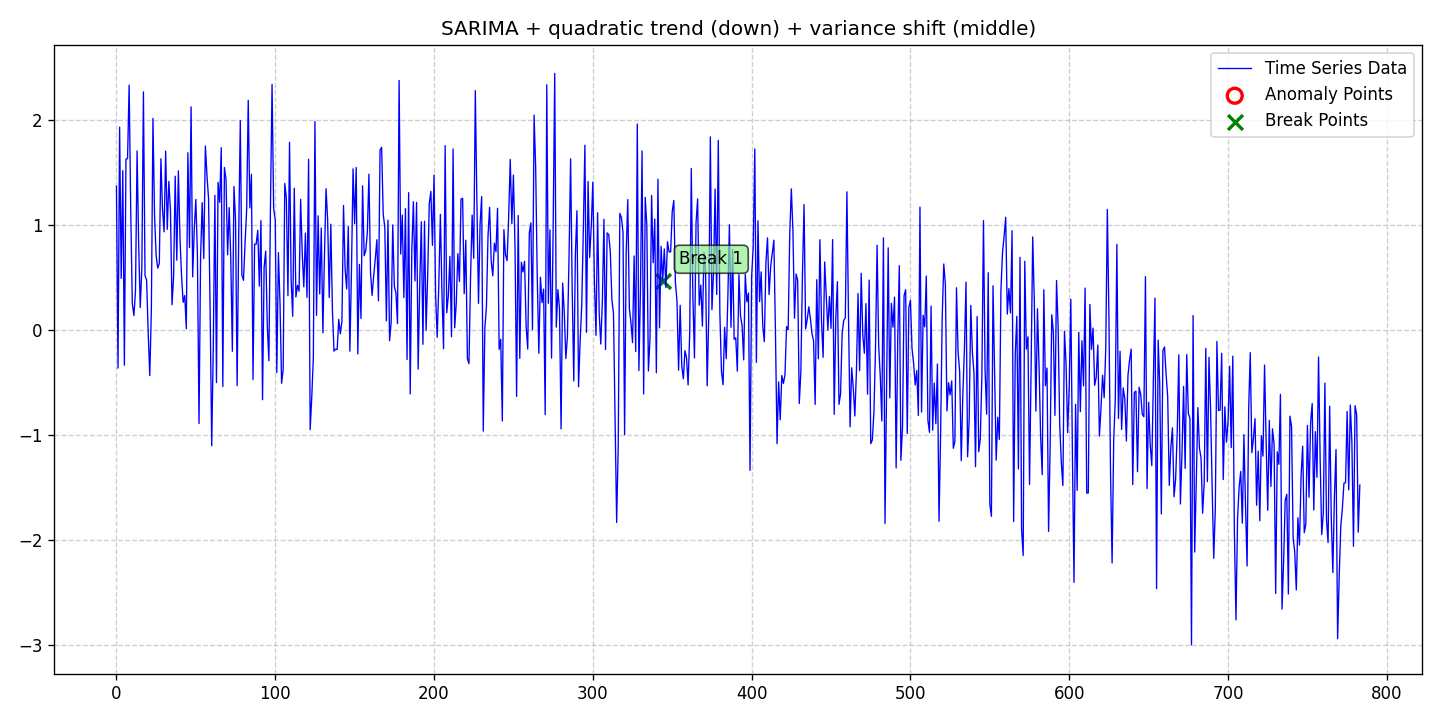 SARIMA + quadratic trend (down) + variance shift (middle)
Time Series Data
Anomaly Points
Break Points
Break 1
2
1
0
−1
−2
−3
0 100 200 300 400 500 600 700 800